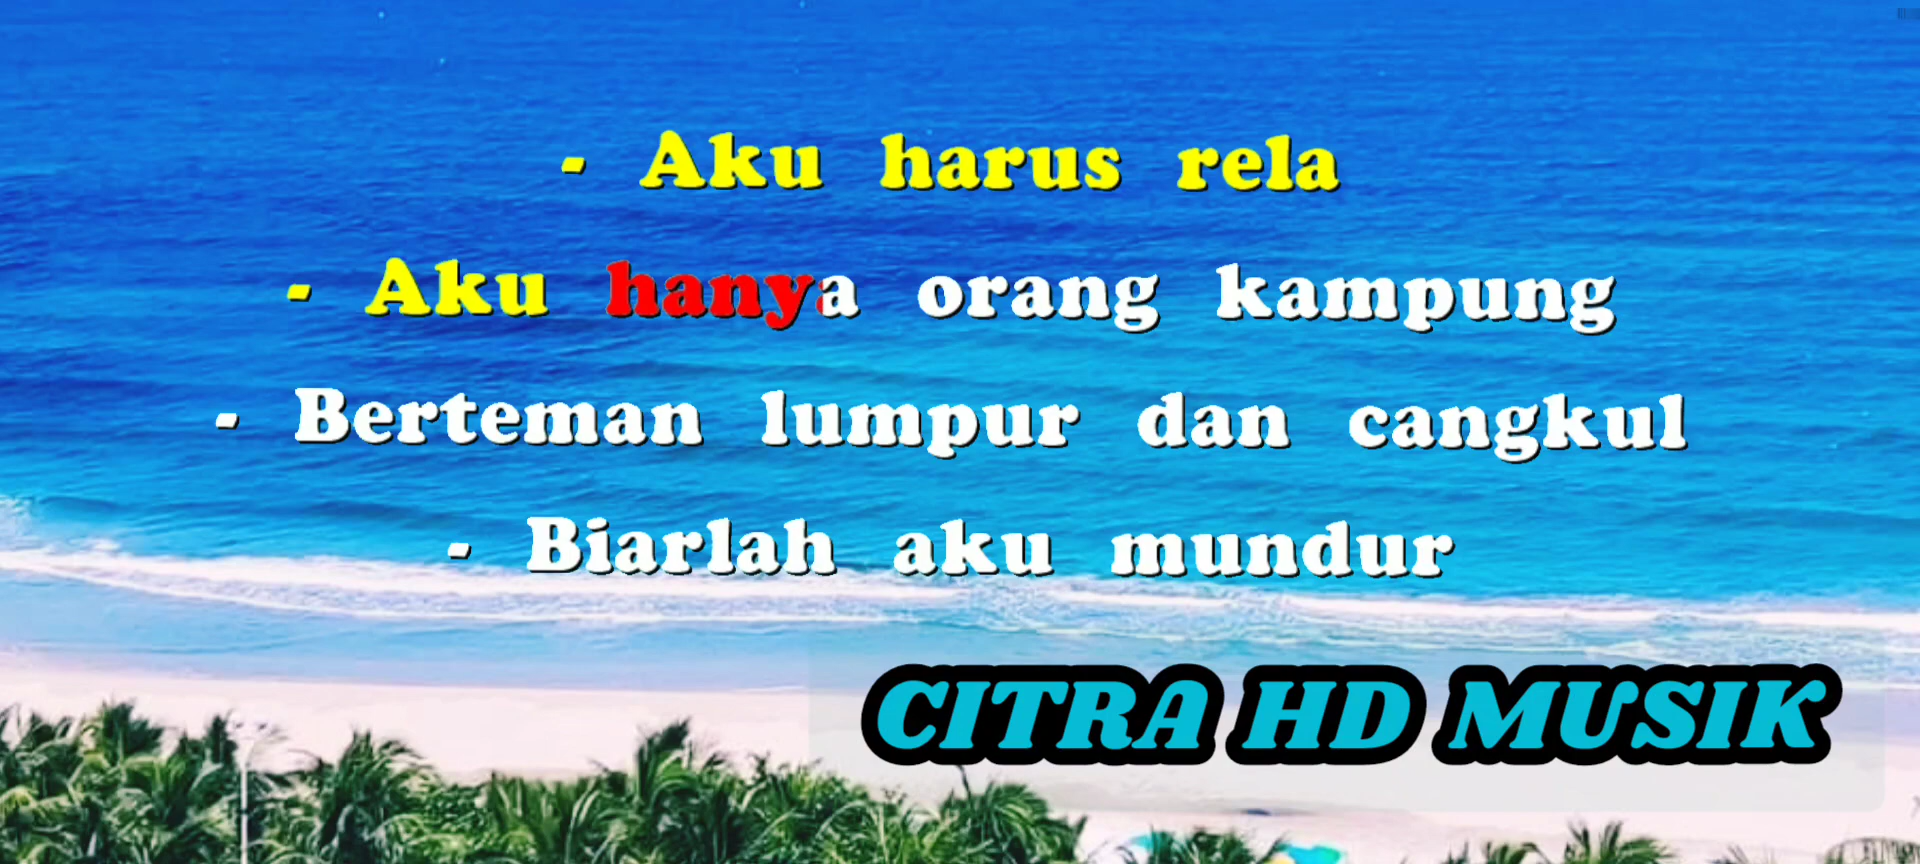 - Aku harus rela
- Aku hanya orang kampung
- Berteman lumpur dan cangkul
- Biarlah aku mundur
CITRA HD MUSIK